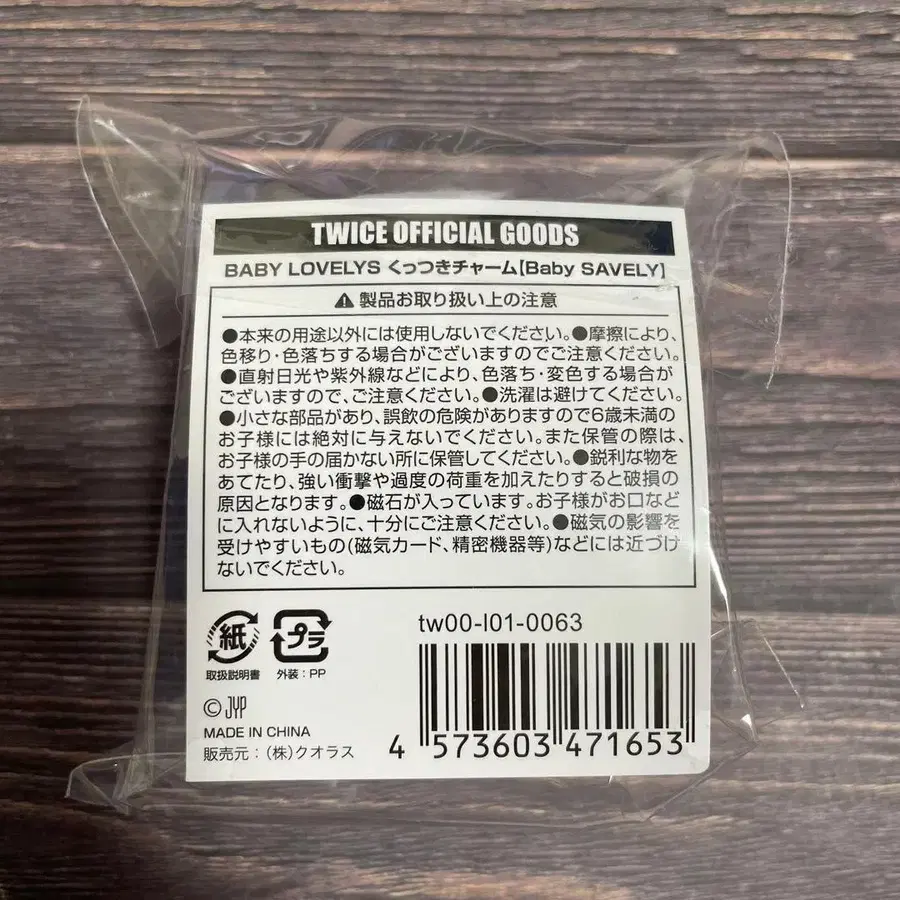 TWICE OFFICIAL GOODS
BABY LOVELYS くっつきチャーム【Baby SAVELY】
⚠製品お取り扱い上の注意
●本来の用途以外には使用しないでください。●摩擦により、
色移り・色落ちする場合がございますのでご注意ください。
●直射日光や紫外線などにより、色落ち・変色する場合が
ございますので、ご注意ください。●洗濯は避けてください。
●小さな部品があり、誤飲の危険がありますので6歳未満の
お子様には絶対に与えないでください。また保管の際は、
お子様の手の届かない所に保管してください。●鋭利な物を
あてたり、強い衝撃や過度の荷重を加えたりすると破損の
原因となります。●磁石が入っています。お子様がお口など
に入れないように、十分にご注意ください。●磁気の影響を
受けやすいもの(磁気カード、精密機器等)などには近づけ
ないでください。
紙
取扱説明書
プラ
外装：PP
tw00-l01-0063
© JYP
MADE IN CHINA
販売元：(株)クオラス
4 573603 471653